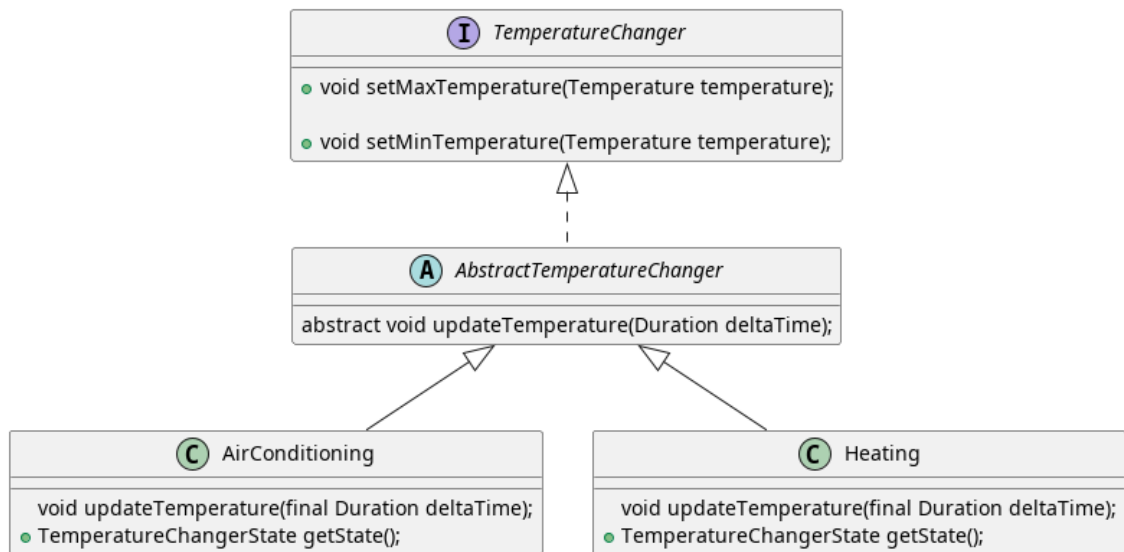 I TemperatureChanger
void setMaxTemperature(Temperature temperature);
void setMinTemperature(Temperature temperature);
A AbstractTemperatureChanger
abstract void updateTemperature(Duration deltaTime);
C AirConditioning
void updateTemperature(final Duration deltaTime);
TemperatureChangerState getState();
C Heating
void updateTemperature(final Duration deltaTime);
TemperatureChangerState getState();